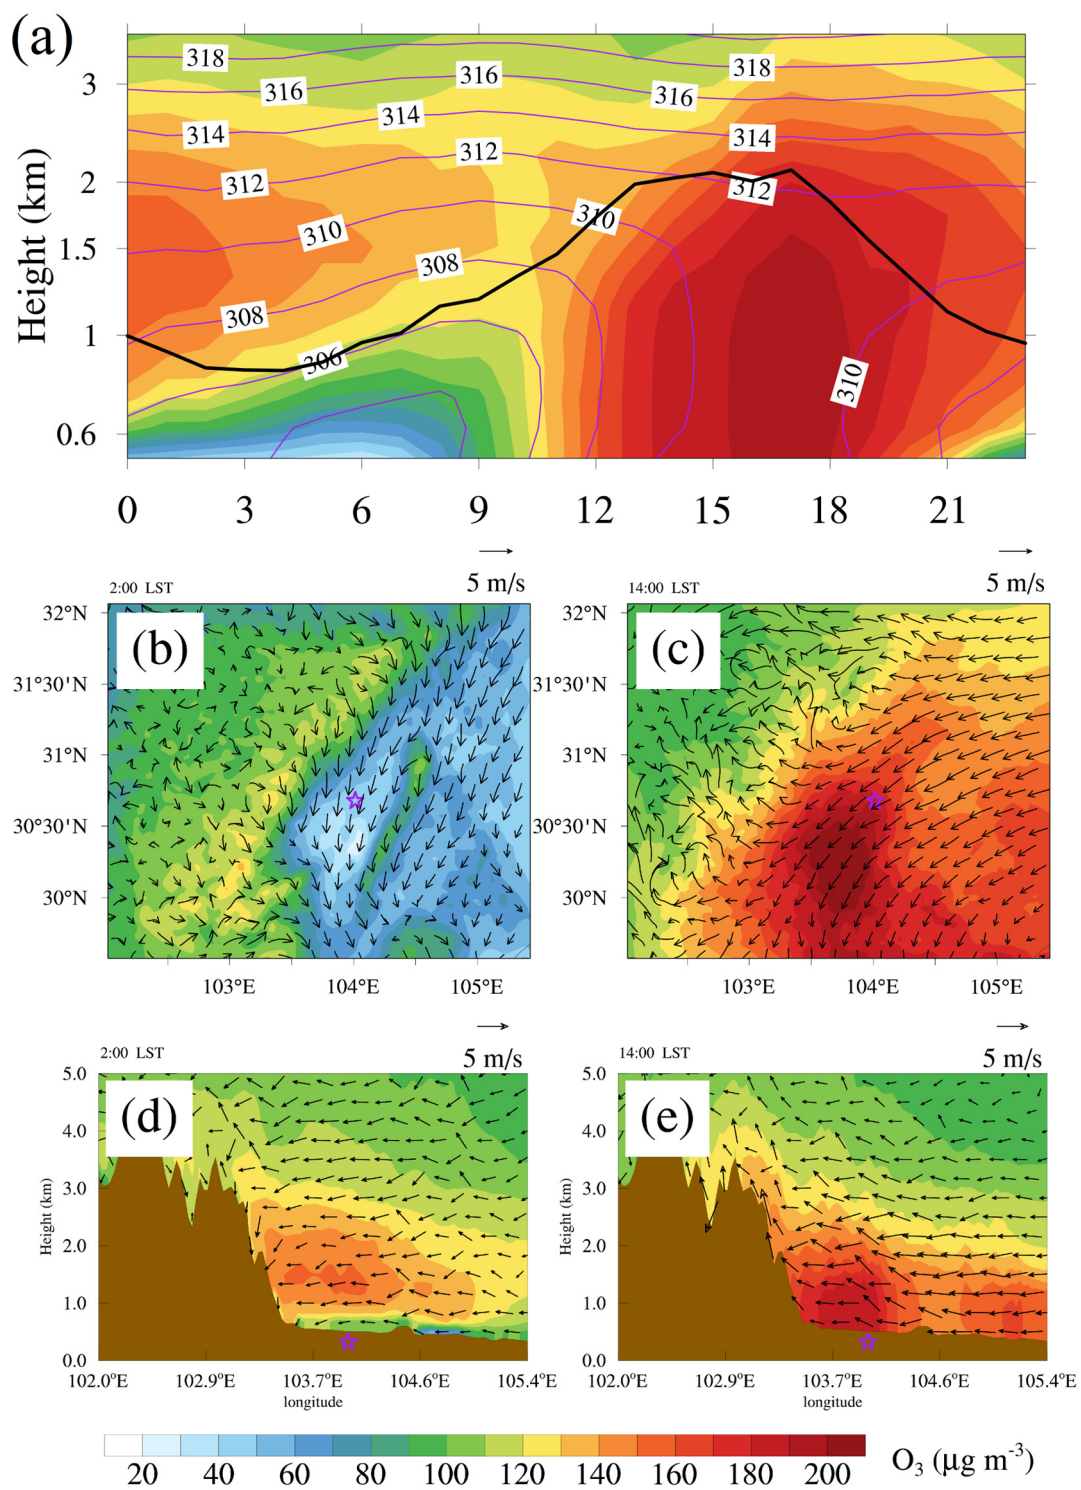 (a)
318
316
318
3
316
316
314
314
314
312
2
312
312
310
310
1.5
308
308
1
306
310
0.6
Height (km)
0 3 6 9 12 15 18 21
5 m/s 5 m/s
2:00 LST 14:00 LST
(b) (c)
32°N 32°N
31°30'N 31°30'N
31°N 31°N
30°30'N 30°30'N
30°N 30°N
103°E 104°E 105°E 103°E 104°E 105°E
2:00 LST 5 m/s 14:00 LST 5 m/s
(d) (e)
5.0 5.0
4.0 4.0
3.0 3.0
2.0 2.0
1.0 1.0
0.0 0.0
Height (km) Height (km)
102.0°E 102.9°E 103.7°E 104.6°E 105.4°E 102.0°E 102.9°E 103.7°E 104.6°E 105.4°E
longitude longitude
20 40 60 80 100 120 140 160 180 200 O₃ (μg m⁻³)